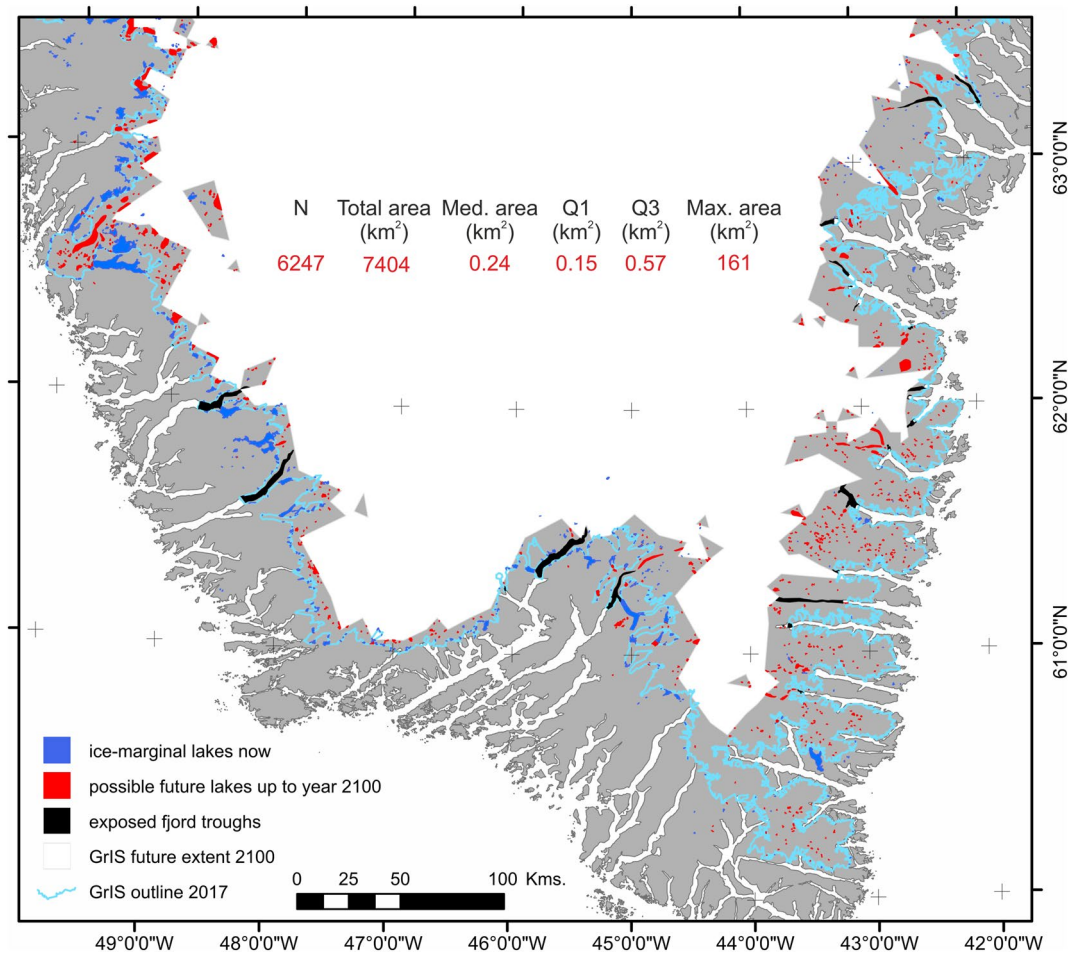 N Total area Med. area Q1 Q3 Max. area
(km²) (km²) (km²) (km²) (km²)
6247 7404 0.24 0.15 0.57 161
63°0'0"N
62°0'0"N
61°0'0"N
ice-marginal lakes now
possible future lakes up to year 2100
exposed fjord troughs
GrIS future extent 2100
GrIS outline 2017
0 25 50 100 Kms.
49°0'0"W 48°0'0"W 47°0'0"W 46°0'0"W 45°0'0"W 44°0'0"W 43°0'0"W 42°0'0"W